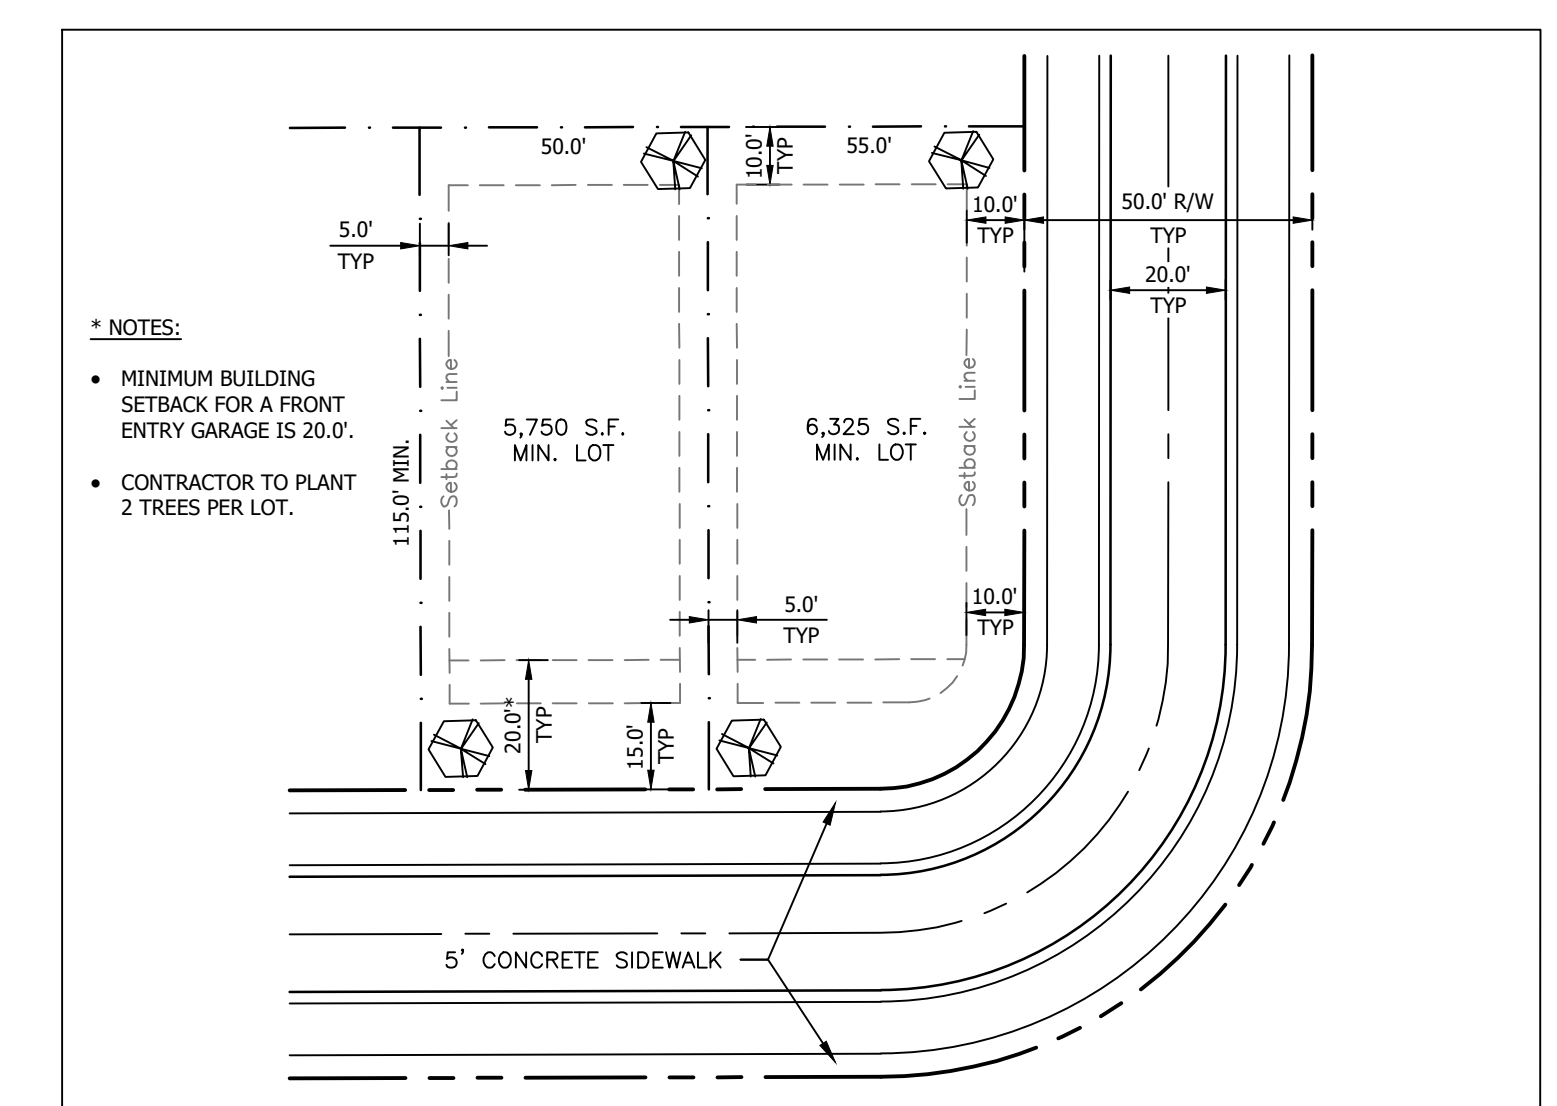 50.0'
10.0'
TYP
55.0'
10.0'
TYP
50.0' R/W
TYP
5.0'
TYP
20.0'
TYP
* NOTES:
• MINIMUM BUILDING
SETBACK FOR A FRONT
ENTRY GARAGE IS 20.0'.
• CONTRACTOR TO PLANT
2 TREES PER LOT.
115.0' MIN.
Setback Line
5,750 S.F.
MIN. LOT
6,325 S.F.
MIN. LOT
Setback Line
5.0'
TYP
10.0'
TYP
20.0'*
TYP
15.0'
TYP
5' CONCRETE SIDEWALK